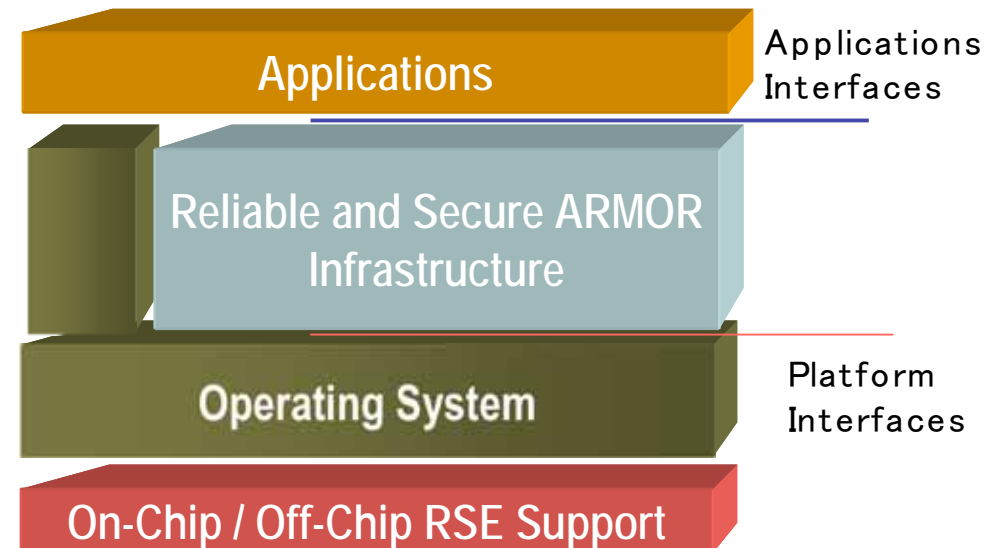 Applications
Applications
Interfaces
Reliable and Secure ARMOR
Infrastructure
Operating System
Platform
Interfaces
On-Chip / Off-Chip RSE Support